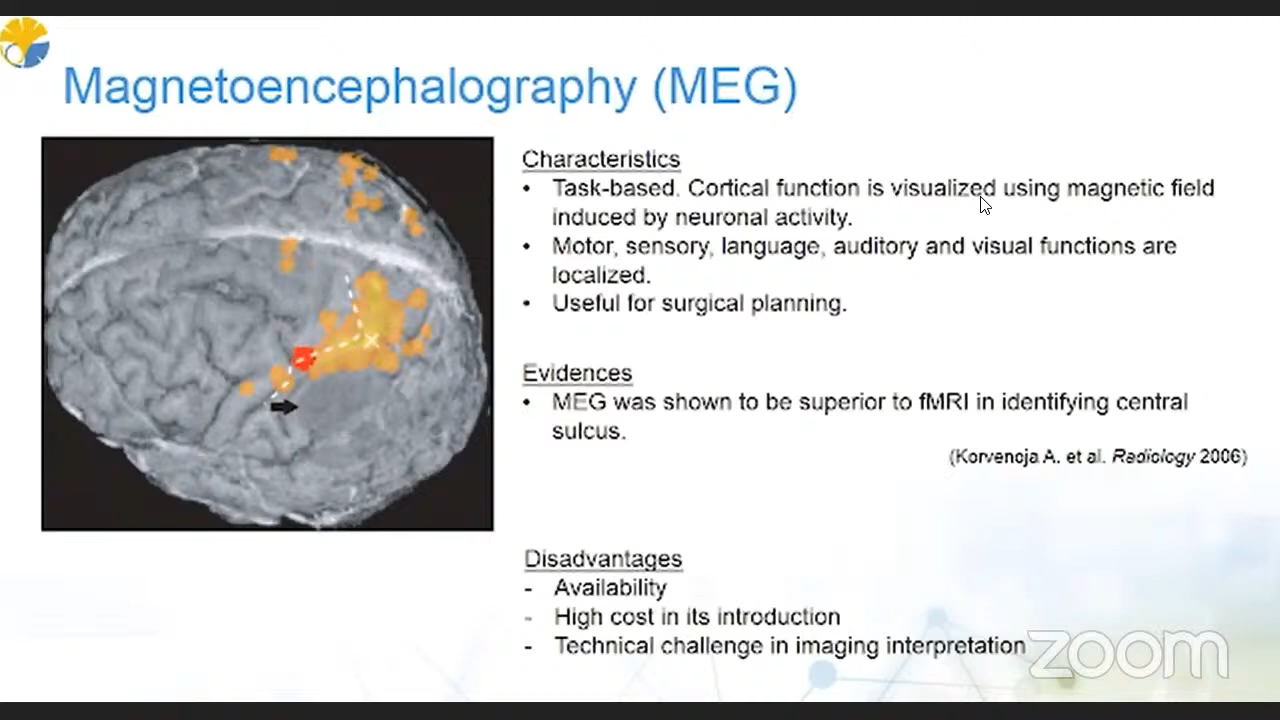 Magnetoencephalography (MEG)
Characteristics
• Task-based. Cortical function is visualized using magnetic field
induced by neuronal activity.
• Motor, sensory, language, auditory and visual functions are
localized.
• Useful for surgical planning.
Evidences
• MEG was shown to be superior to fMRI in identifying central
sulcus.
(Korvenoja A. et al. Radiology 2006)
Disadvantages
- Availability
- High cost in its introduction
- Technical challenge in imaging interpretation
zoom